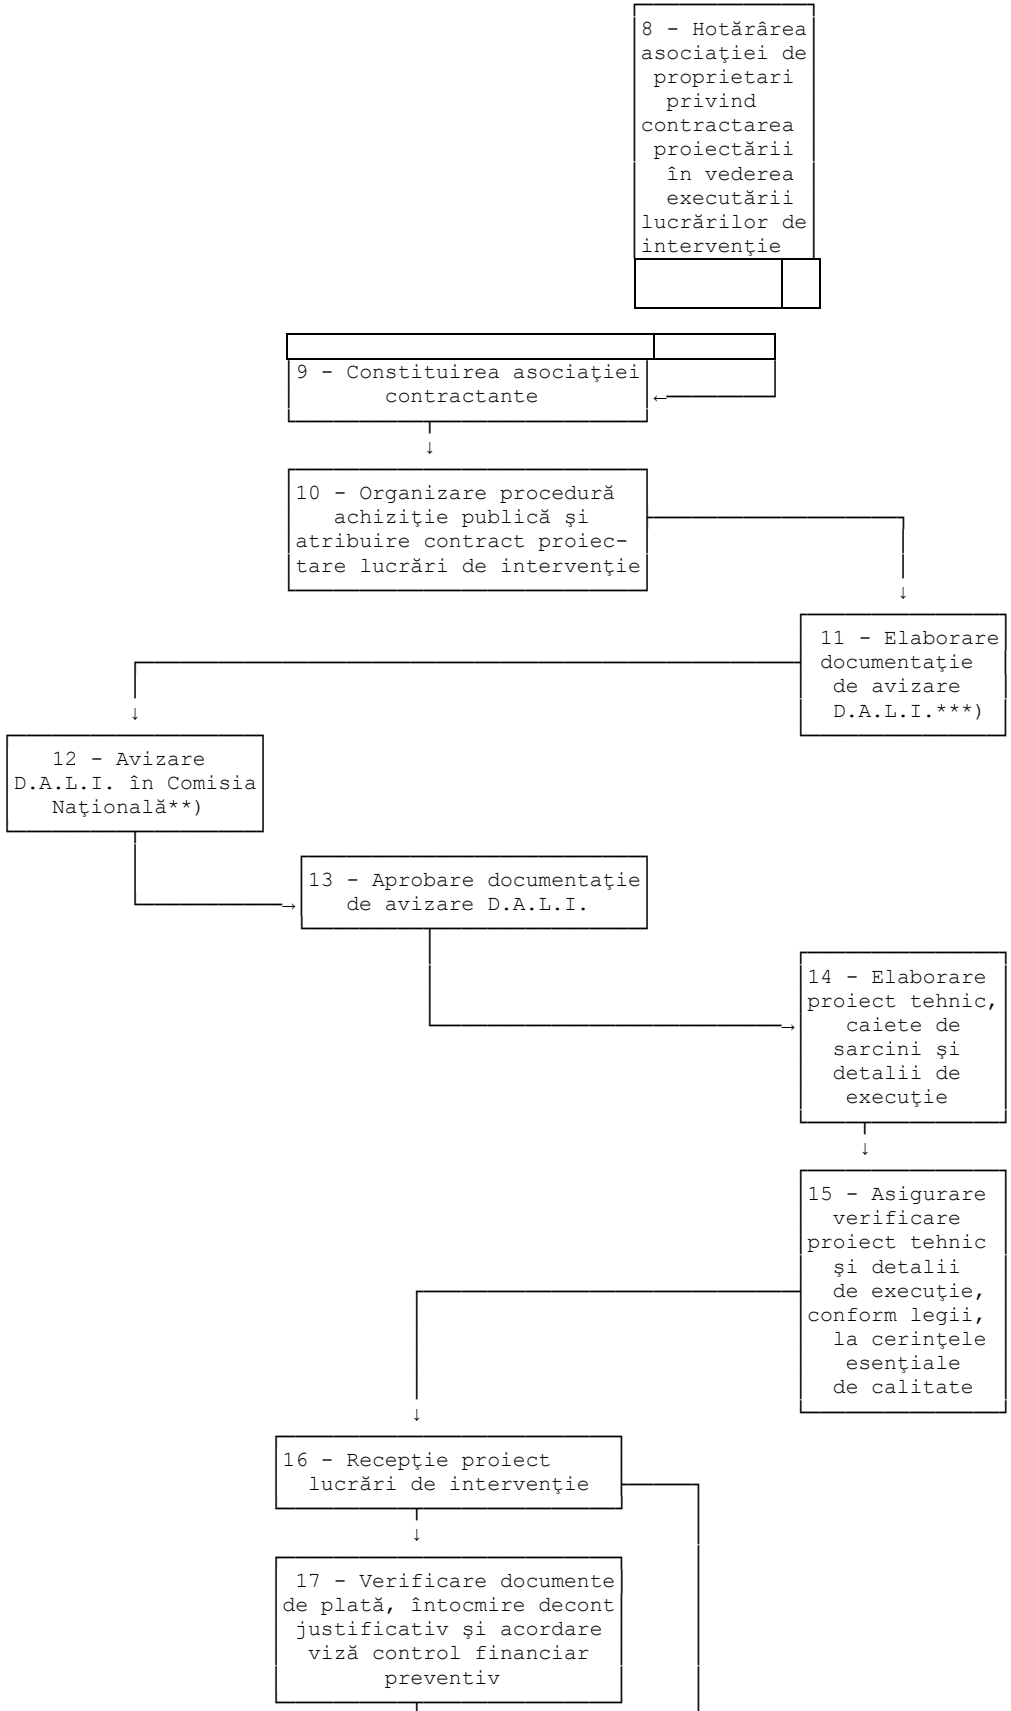 8 - Hotărârea
asociaţiei de
proprietari
privind
contractarea
proiectării
în vederea
executării
lucrărilor de
intervenţie
9 - Constituirea asociaţiei
contractante
←
↓
10 - Organizare procedură
achiziţie publică şi
atribuire contract proiec-
tare lucrări de intervenţie
↓
11 - Elaborare
documentaţie
de avizare
D.A.L.I.***)
↓
12 - Avizare
D.A.L.I. în Comisia
Naţională**)
13 - Aprobare documentaţie
→ de avizare D.A.L.I.
14 - Elaborare
proiect tehnic,
→ caiete de
sarcini şi
detalii de
execuţie
↓
15 - Asigurare
verificare
proiect tehnic
şi detalii
de execuţie,
conform legii,
la cerinţele
esenţiale
de calitate
↓
16 - Recepţie proiect
lucrări de intervenţie
↓
17 - Verificare documente
de plată, întocmire decont
justificativ şi acordare
viză control financiar
preventiv